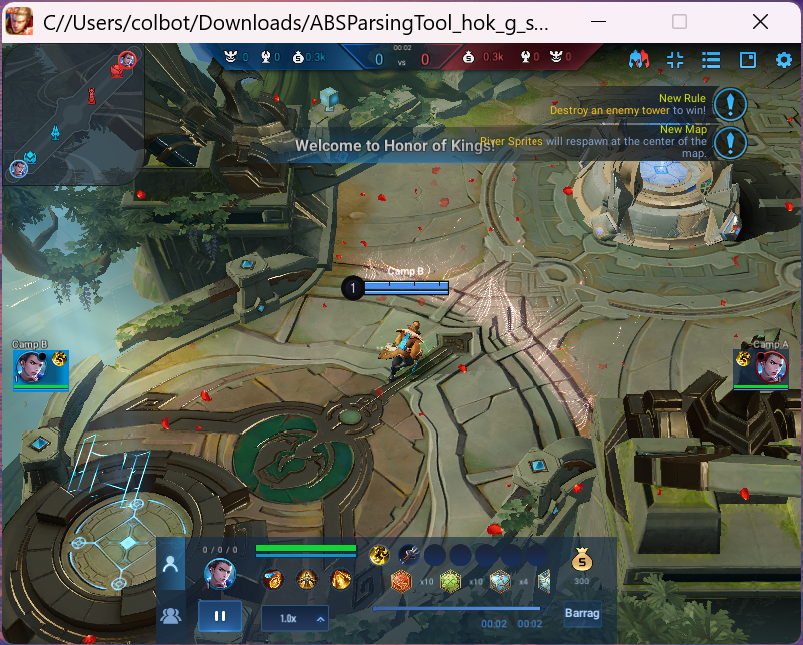 C//Users/colbot/Downloads/ABSParsingTool_hok_g_s...
0
0
0.3k
0
00:02
vs
0
0.3k
0
0
New Rule
Destroy an enemy tower to win!
New Map
River Sprites will respawn at the center of the map.
Welcome to Honor of Kings!
Camp B
1
Camp B
Camp A
0 / 0 / 0
x10
x10
x4
300
1.0x
00:02
00:02
Barrag